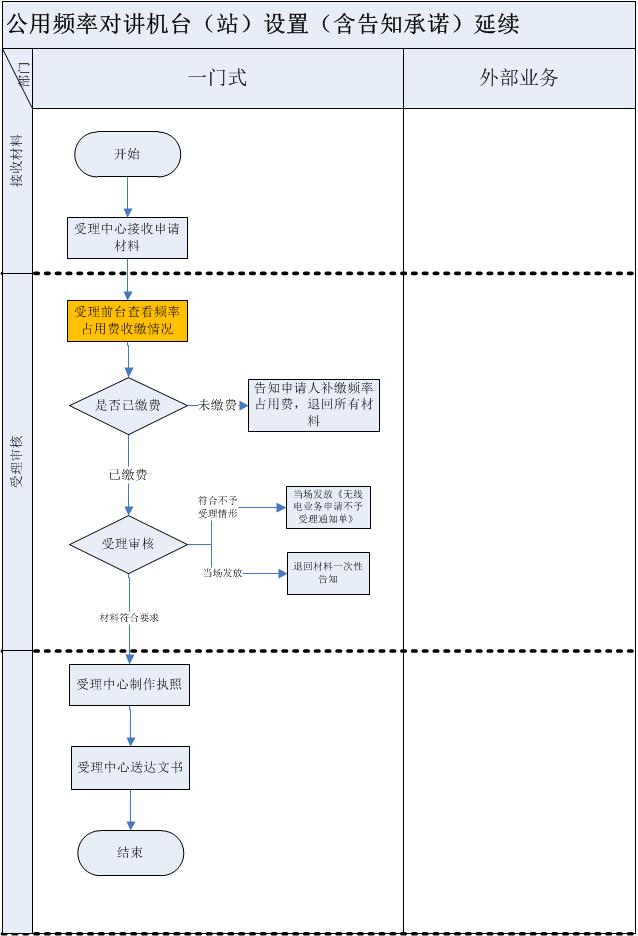 公用频率对讲机台（站）设置（含告知承诺）延续
部门
一门式
外部业务
接收材料
开始
受理中心接收申请
材料
受理审核
受理前台查看频率
占用费收缴情况
是否已缴费
未缴费
告知申请人补缴频率
占用费，退回所有材
料
已缴费
符合不予
受理情形
当场发放《无线
电业务申请不予
受理通知单》
受理审核
当场发放
退回材料一次性
告知
材料符合要求
受理中心制作执照
受理中心送达文书
结束